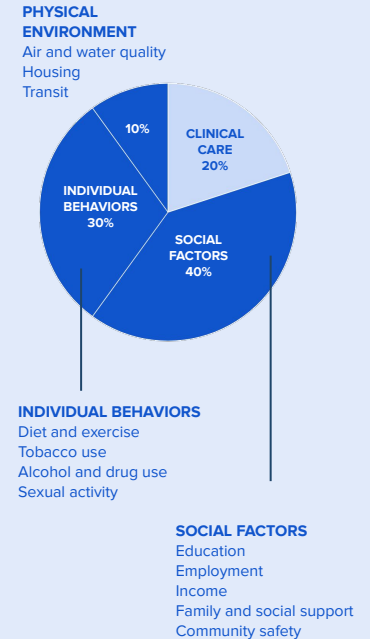 PHYSICAL
ENVIRONMENT
Air and water quality
Housing
Transit
10%
CLINICAL
CARE
20%
INDIVIDUAL
BEHAVIORS
30%
SOCIAL
FACTORS
40%
INDIVIDUAL BEHAVIORS
Diet and exercise
Tobacco use
Alcohol and drug use
Sexual activity
SOCIAL FACTORS
Education
Employment
Income
Family and social support
Community safety